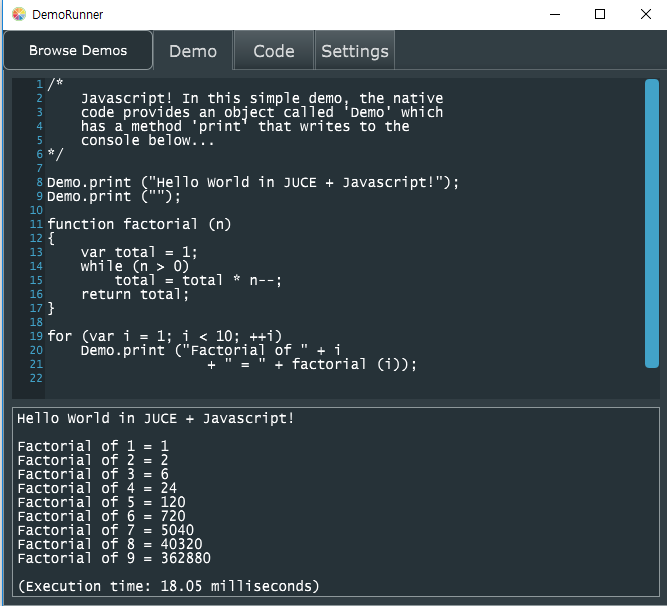 DemoRunner
Browse Demos
Demo
Code
Settings
1 /*
2     Javascript! In this simple demo, the native
3     code provides an object called 'Demo' which
4     has a method 'print' that writes to the
5     console below...
6 */
7
8 Demo.print ("Hello World in JUCE + Javascript!");
9 Demo.print ("");
10
11 function factorial (n)
12 {
13     var total = 1;
14     while (n > 0)
15         total = total * n--;
16     return total;
17 }
18
19 for (var i = 1; i < 10; ++i)
20     Demo.print ("Factorial of " + i
21                    + " = " + factorial (i));
22
Hello World in JUCE + Javascript!

Factorial of 1 = 1
Factorial of 2 = 2
Factorial of 3 = 6
Factorial of 4 = 24
Factorial of 5 = 120
Factorial of 6 = 720
Factorial of 7 = 5040
Factorial of 8 = 40320
Factorial of 9 = 362880

(Execution time: 18.05 milliseconds)